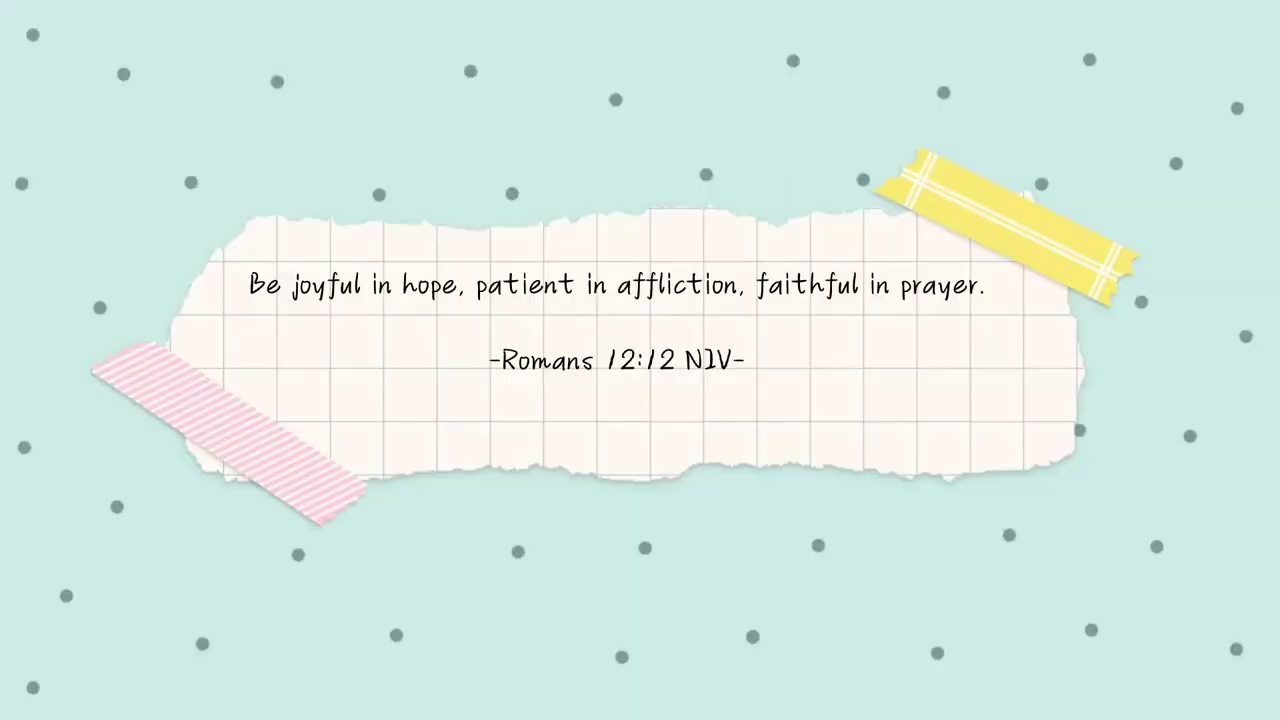 Be joyful in hope, patient in affliction, faithful in prayer.
-Romans 12:12 NIV-